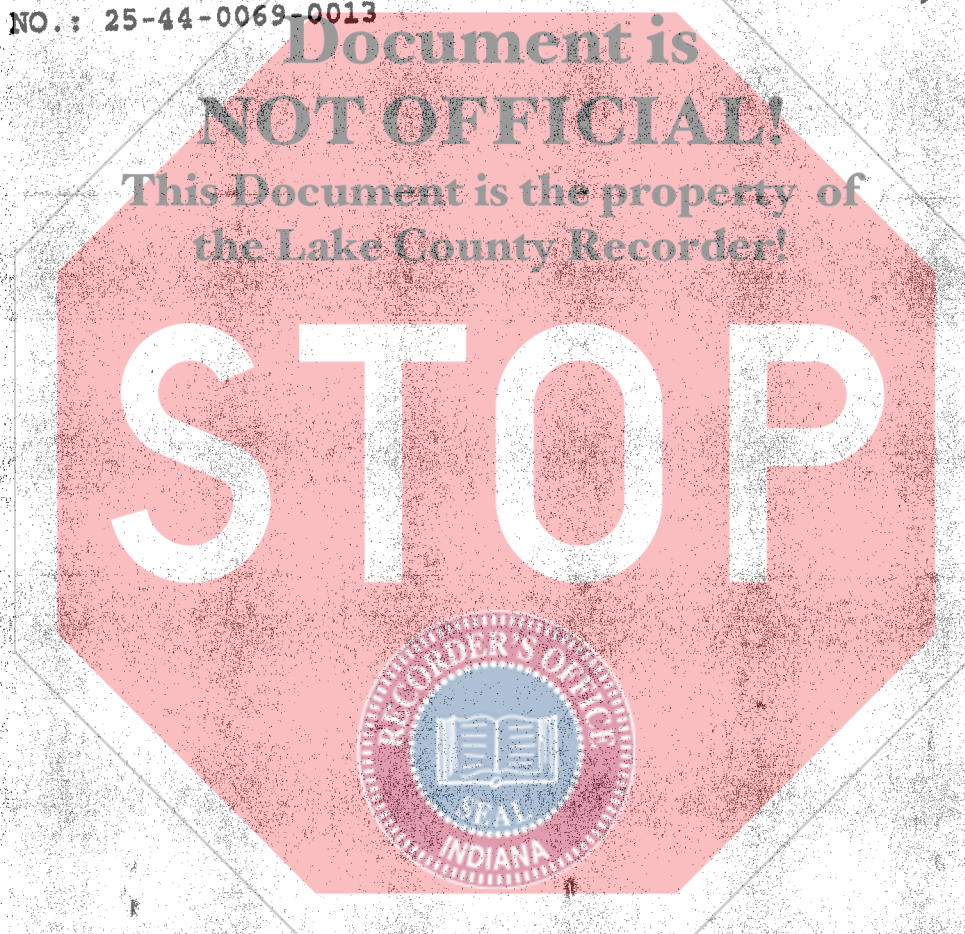 NO.: 25-44-0069-0013
Document is
NOT OFFICIAL!
This Document is the property of
the Lake County Recorder!
STOP
RECORDER'S OFFICE
SEAL
INDIANA